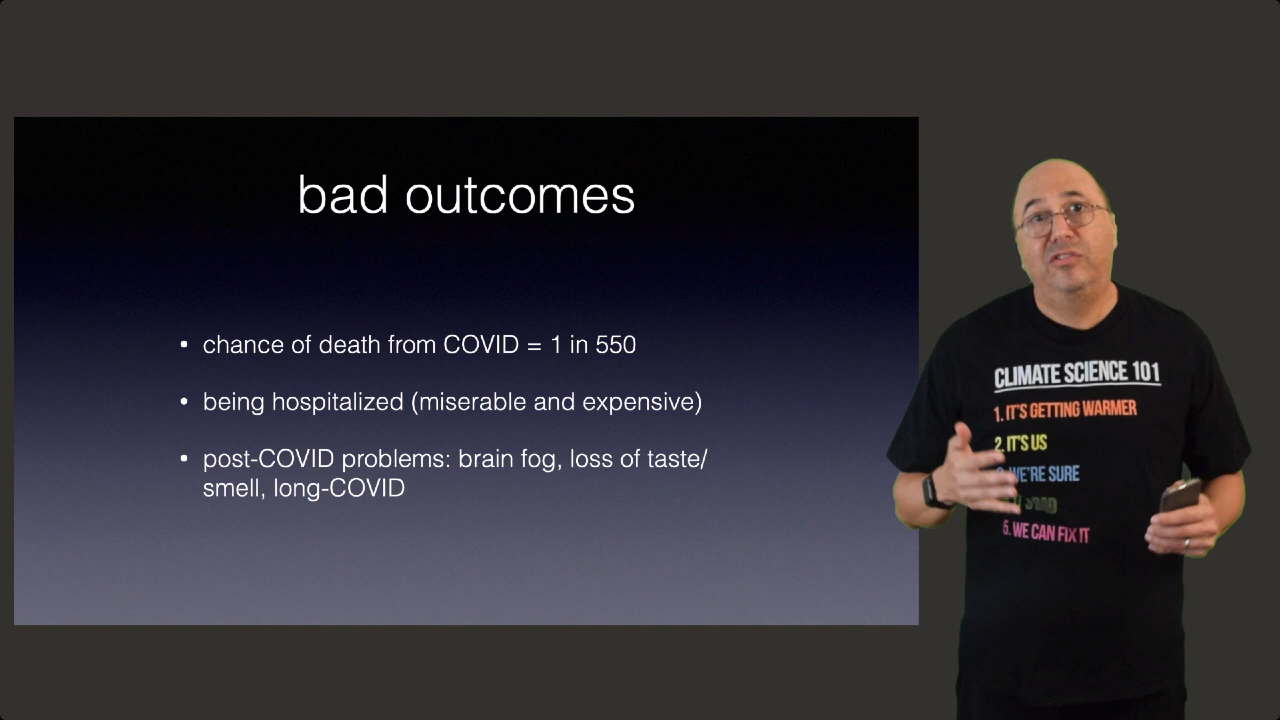 bad outcomes
• chance of death from COVID = 1 in 550
• being hospitalized (miserable and expensive)
• post-COVID problems: brain fog, loss of taste/
smell, long-COVID
CLIMATE SCIENCE 101
1. IT'S GETTING WARMER
2. IT'S US
WE'RE SURE
5. WE CAN FIX IT